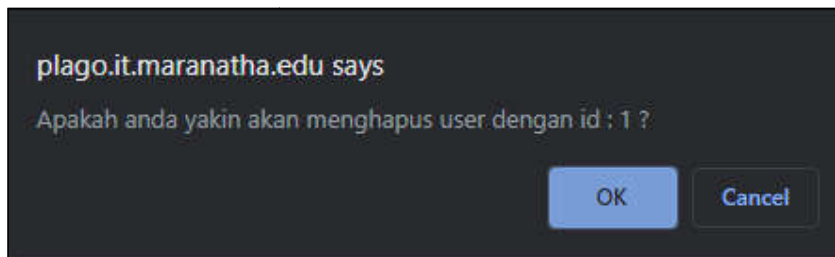 plago.it.maranatha.edu says
Apakah anda yakin akan menghapus user dengan id : 1 ?
OK Cancel